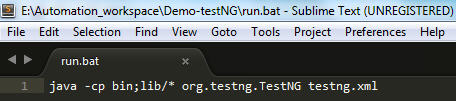 E:\Automation_workspace\Demo-testNG\run.bat - Sublime Text (UNREGISTERED)
File Edit Selection Find View Goto Tools Project Preferences Help
run.bat ×
1 java -cp bin;lib/* org.testng.TestNG testng.xml